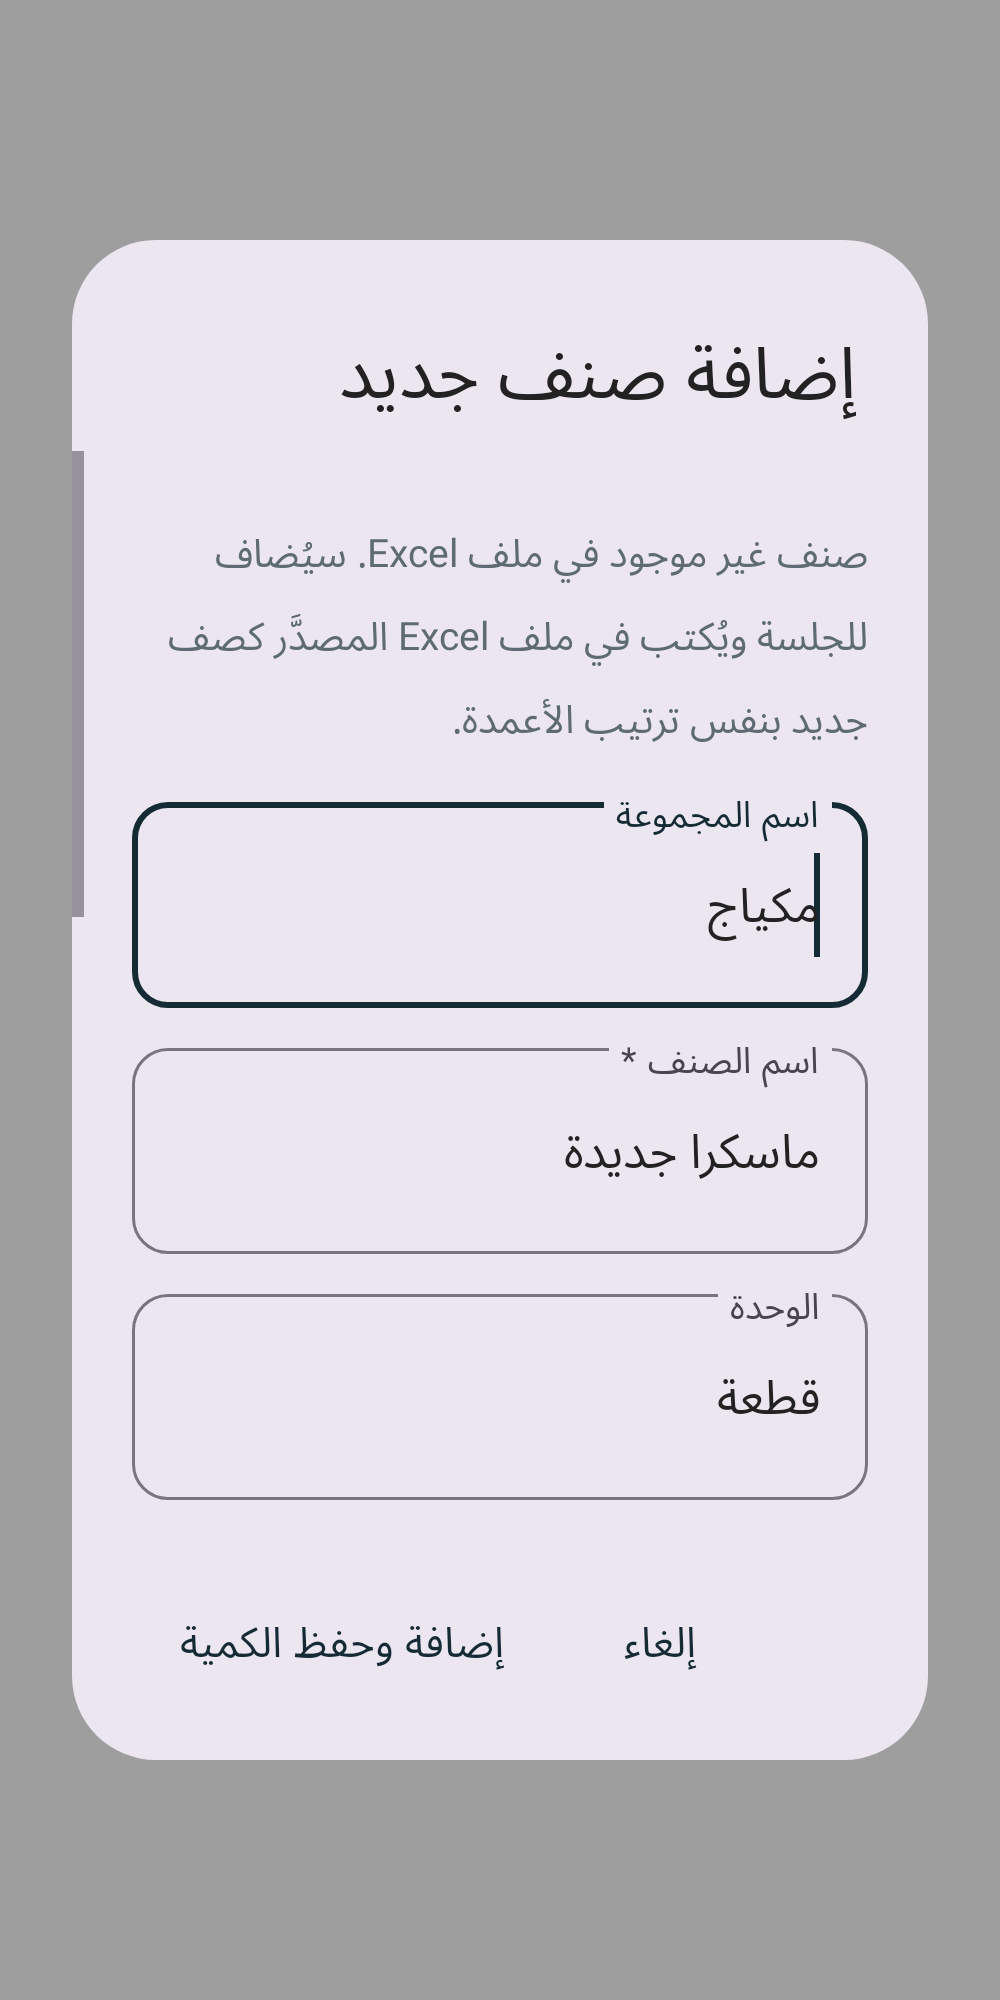 إضافة صنف جديد
صنف غير موجود في ملف Excel. سيُضاف
للجلسة ويُكتب في ملف Excel المصدَّر كصف
جديد بنفس ترتيب الأعمدة.
اسم المجموعة
مكياج
اسم الصنف *
ماسكرا جديدة
الوحدة
قطعة
إلغاء
إضافة وحفظ الكمية